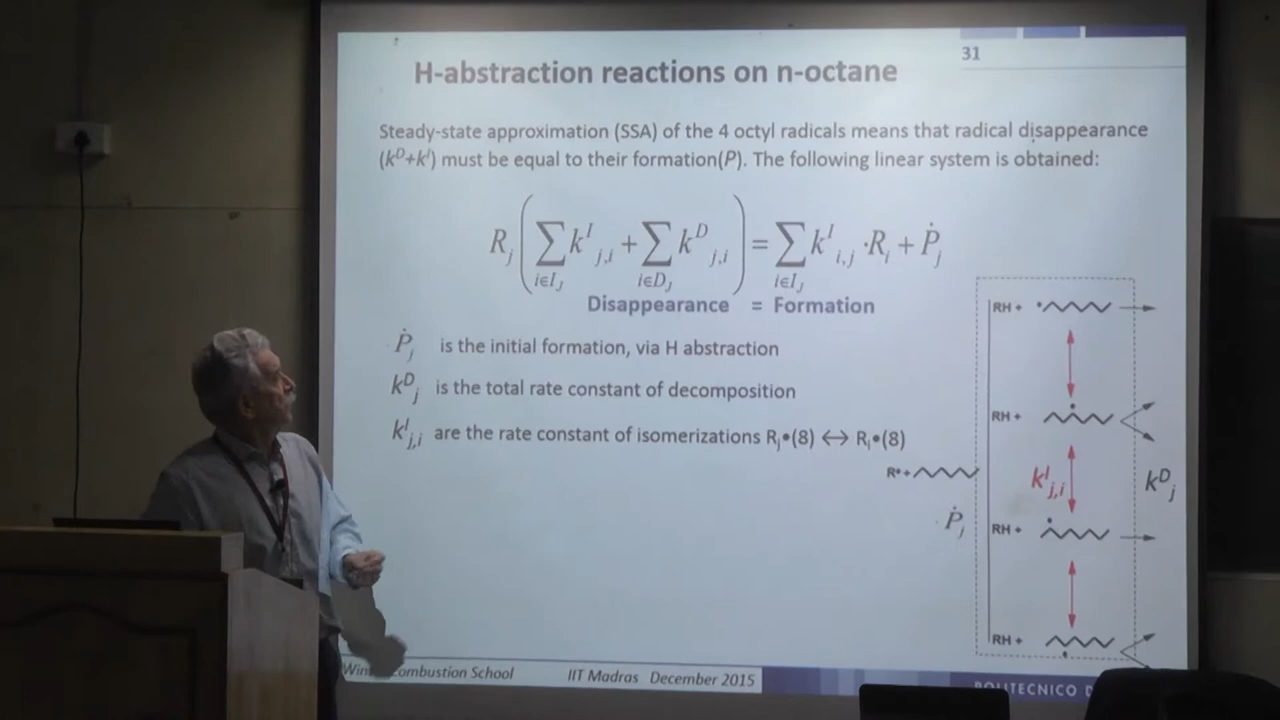 31
H-abstraction reactions on n-octane
Steady-state approximation (SSA) of the 4 octyl radicals means that radical disappearance
(k^D+k^I) must be equal to their formation(P). The following linear system is obtained:
R_j ( ∑_{i∈I_J} k^I_{j,i} + ∑_{i∈D_J} k^D_{j,i} ) = ∑_{i∈I_J} k^I_{i,j} · R_i + Ṗ_j
Disappearance = Formation
Ṗ_j is the initial formation, via H abstraction
k^D_j is the total rate constant of decomposition
k^I_{j,i} are the rate constant of isomerizations R_j•(8) ↔ R_i•(8)
RH +
RH +
R•+
k^I_{j,i}
k^D_j
Ṗ_j
RH +
RH +
Combustion School
IIT Madras December 2015
POLITECNICO